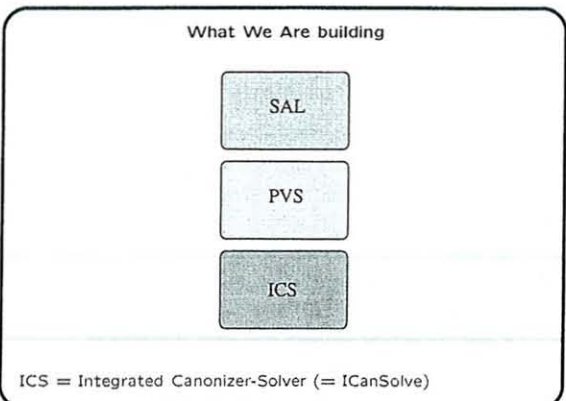 What We Are building
SAL
PVS
ICS
ICS = Integrated Canonizer-Solver (= ICanSolve)